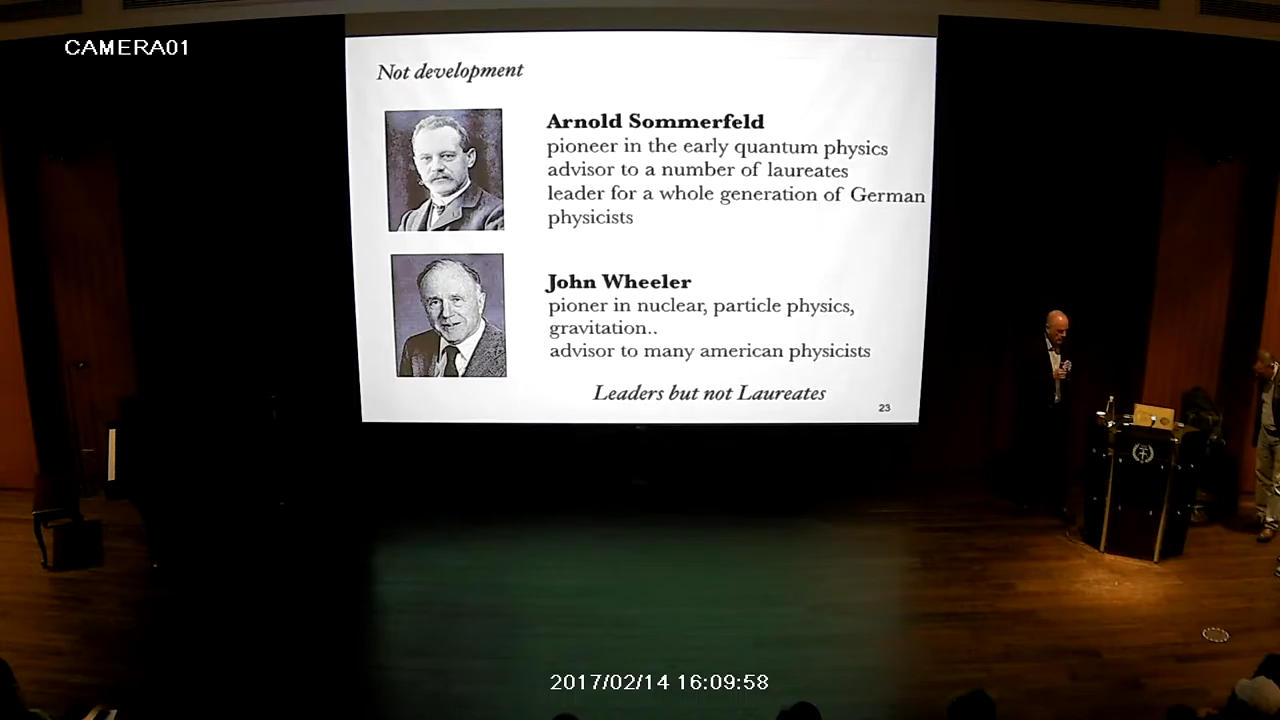 CAMERA01
Not development
Arnold Sommerfeld
pioneer in the early quantum physics
advisor to a number of laureates
leader for a whole generation of German
physicists
John Wheeler
pioner in nuclear, particle physics,
gravitation..
advisor to many american physicists
Leaders but not Laureates
23
2017/02/14 16:09:58